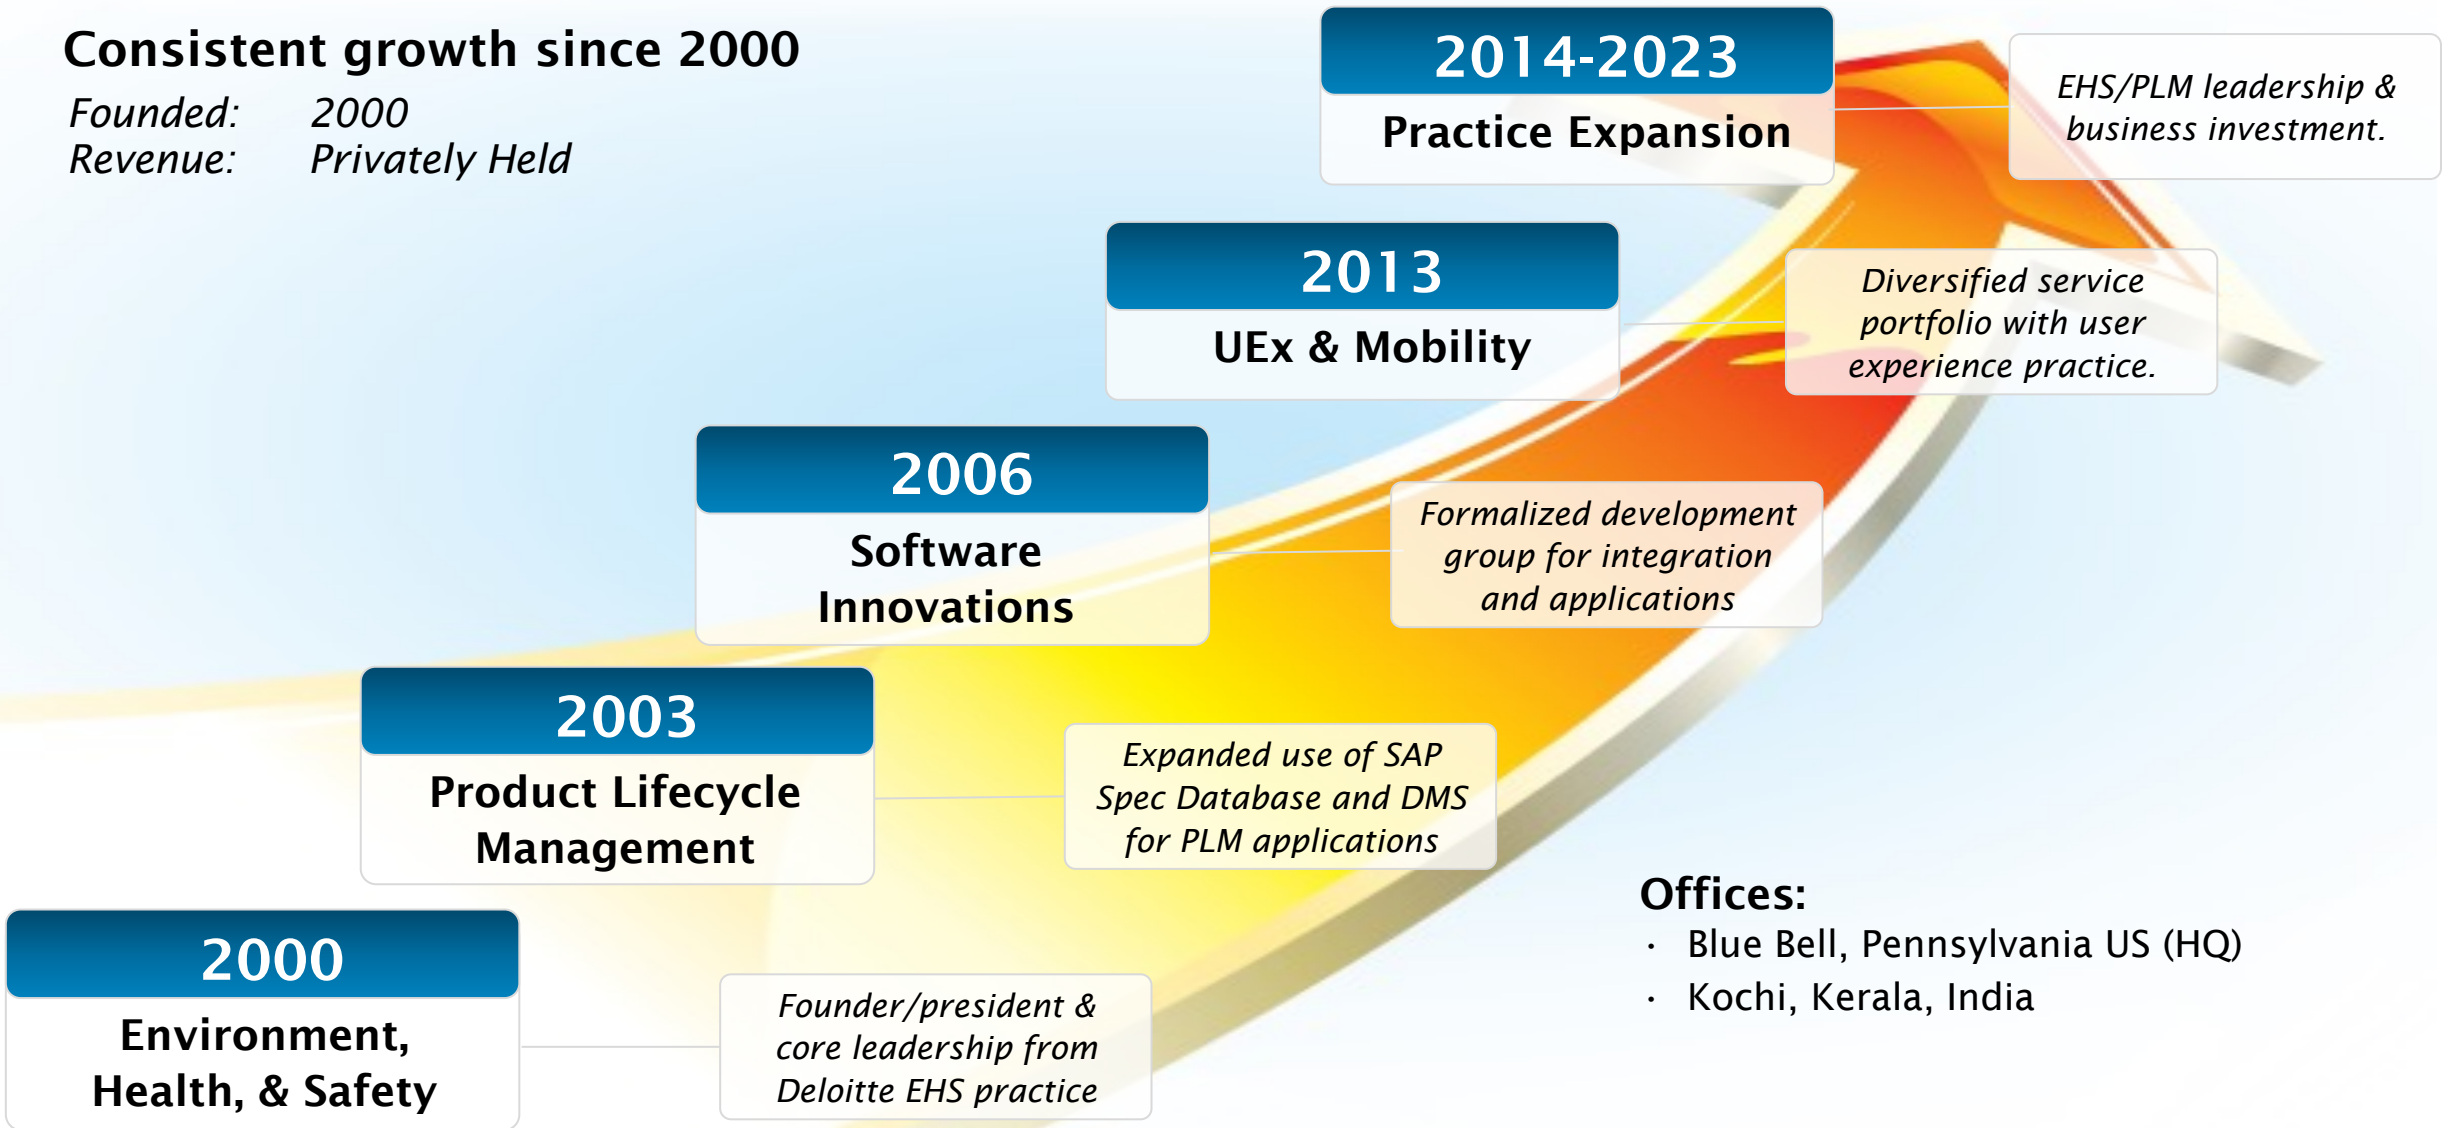 Consistent growth since 2000
Founded: 2000
Revenue: Privately Held
2014-2023
Practice Expansion
EHS/PLM leadership &
business investment.
2013
UEx & Mobility
Diversified service
portfolio with user
experience practice.
2006
Software
Innovations
Formalized development
group for integration
and applications
2003
Product Lifecycle
Management
Expanded use of SAP
Spec Database and DMS
for PLM applications
2000
Environment,
Health, & Safety
Founder/president &
core leadership from
Deloitte EHS practice
Offices:
· Blue Bell, Pennsylvania US (HQ)
· Kochi, Kerala, India